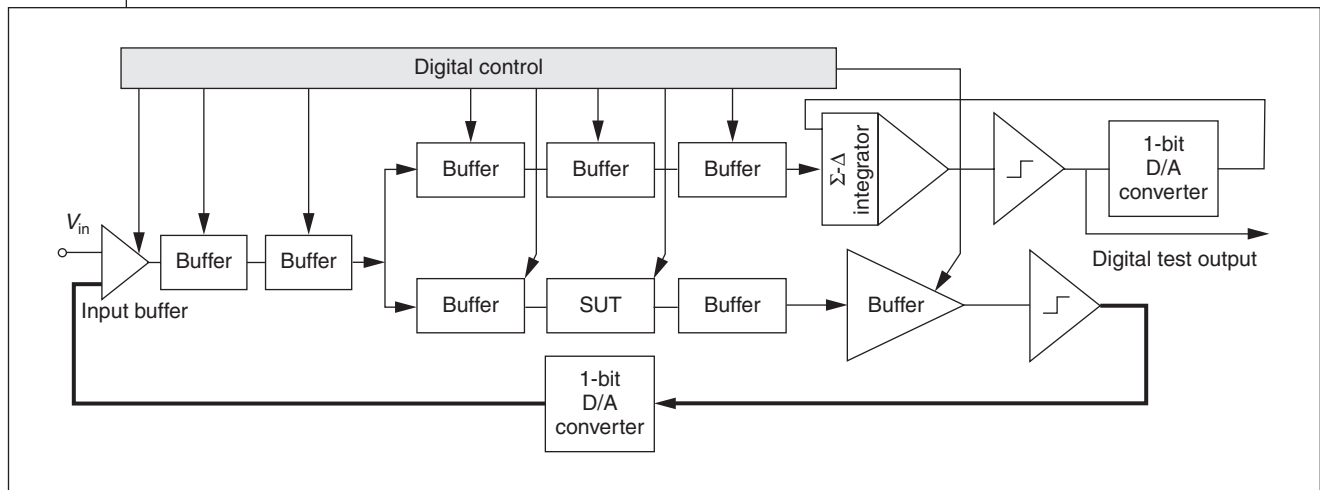 Digital control
Buffer
Buffer
Buffer
Σ-Δ
integrator
1-bit
D/A
converter
Vin
Buffer
Buffer
Input buffer
Digital test output
Buffer
SUT
Buffer
Buffer
1-bit
D/A
converter